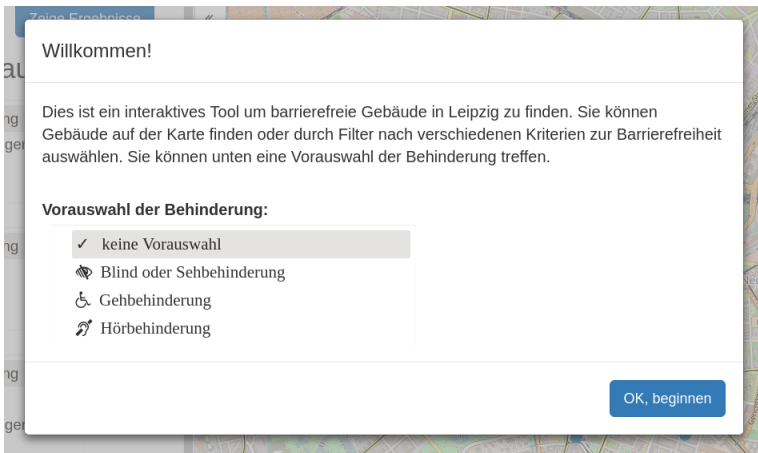 Zeige Ergebnisse
«
Willkommen!
Dies ist ein interaktives Tool um barrierefreie Gebäude in Leipzig zu finden. Sie können
Gebäude auf der Karte finden oder durch Filter nach verschiedenen Kriterien zur Barrierefreiheit
auswählen. Sie können unten eine Vorauswahl der Behinderung treffen.
Vorauswahl der Behinderung:
✓ keine Vorauswahl
Blind oder Sehbehinderung
Gehbehinderung
Hörbehinderung
OK, beginnen